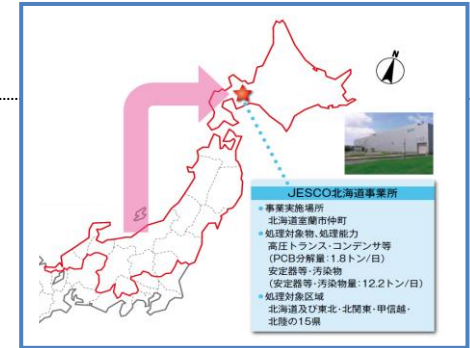 N
JESCO北海道事業所
●事業実施場所
北海道室蘭市仲町
●処理対象物、処理能力
高圧トランス・コンデンサ等
(PCB分解量:1.8トン/日)
安定器等・汚染物
(安定器等・汚染物量:12.2トン/日)
●処理対象区域
北海道及び東北・北関東・甲信越・
北陸の15県